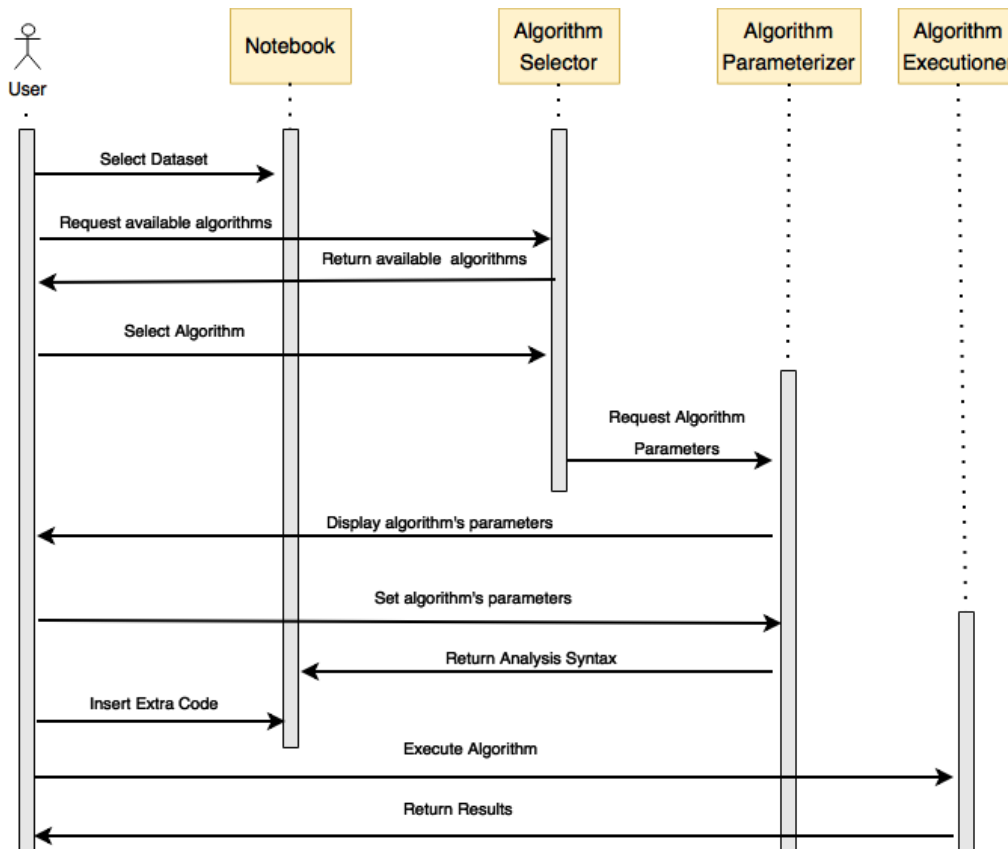 User
Notebook
Algorithm
Selector
Algorithm
Parameterizer
Algorithm
Executioner
Select Dataset
Request available algorithms
Return available algorithms
Select Algorithm
Request Algorithm
Parameters
Display algorithm's parameters
Set algorithm's parameters
Return Analysis Syntax
Insert Extra Code
Execute Algorithm
Return Results